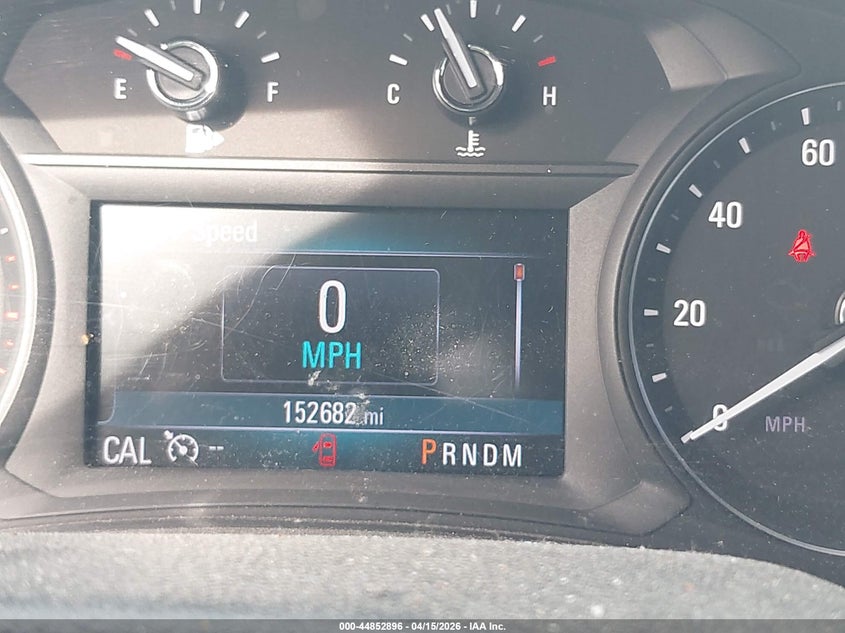 E F
C H
Speed
0
MPH
152682 mi
CAL --
PRNDM
60
40
20
0
MPH
000-44852896 - 04/15/2026 - IAA Inc.